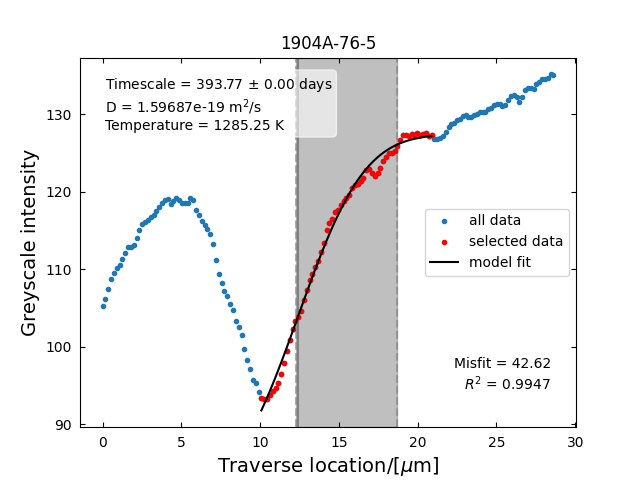 1904A-76-5
Timescale = 393.77 ± 0.00 days
D = 1.59687e-19 m²/s
Temperature = 1285.25 K
130
120
110
100
90
Greyscale intensity
all data
selected data
model fit
Misfit = 42.62
R² = 0.9947
0 5 10 15 20 25 30
Traverse location/[μm]